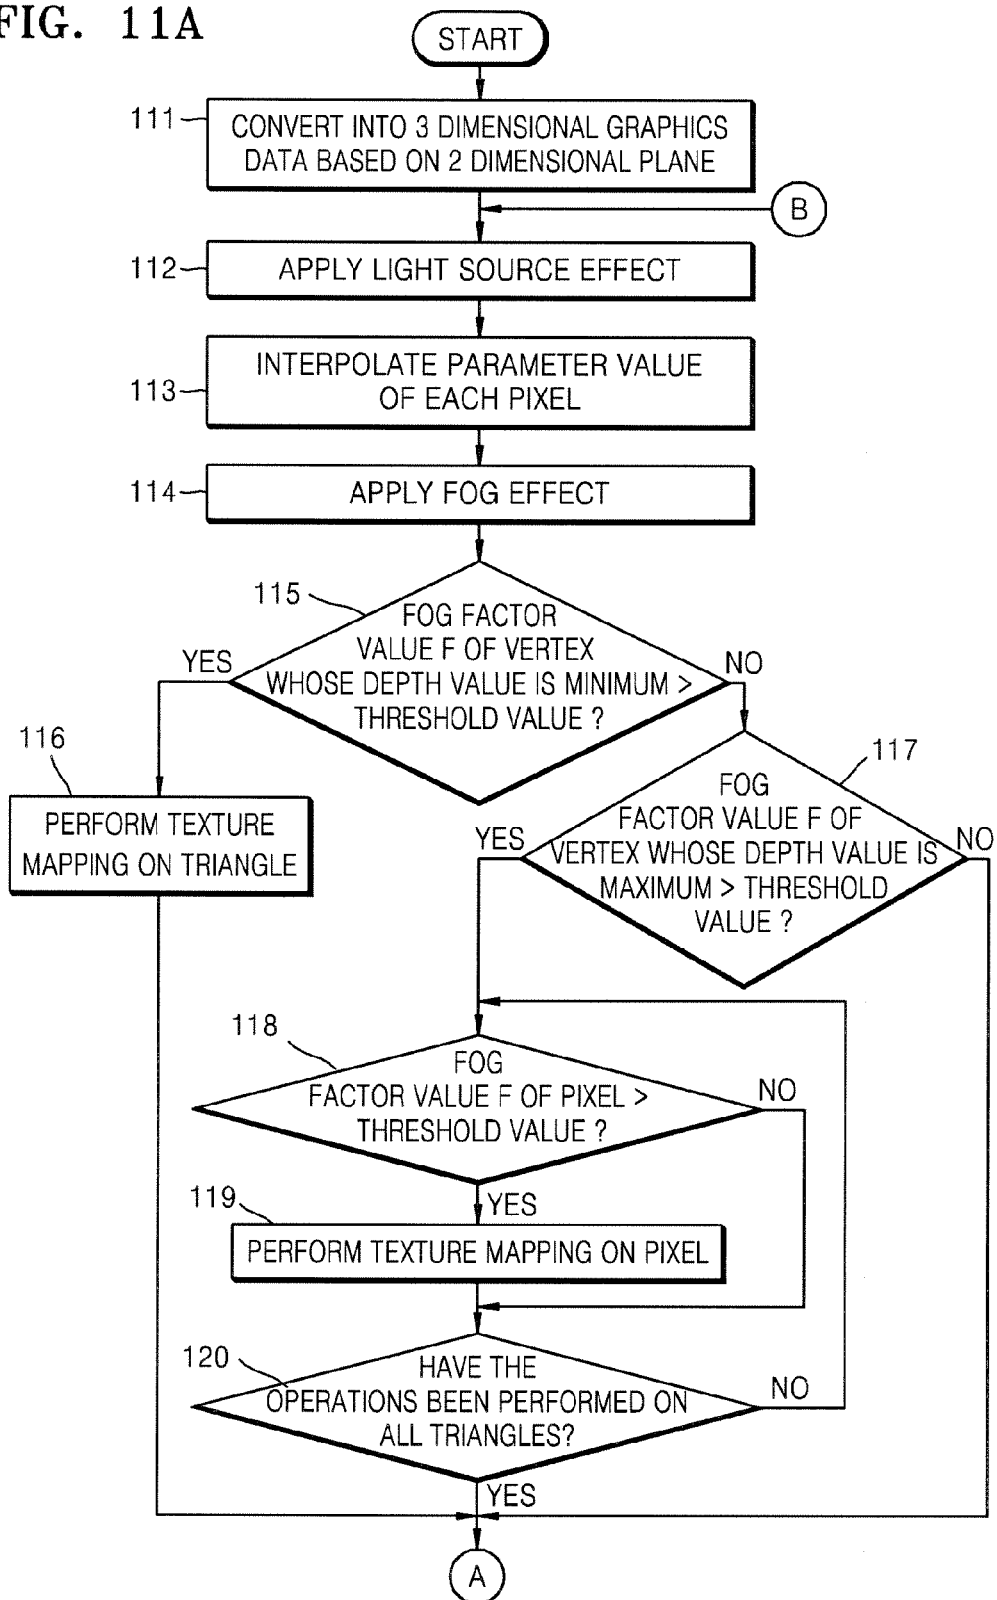 FIG. 11A
START
111
CONVERT INTO 3 DIMENSIONAL GRAPHICS
DATA BASED ON 2 DIMENSIONAL PLANE
B
112
APPLY LIGHT SOURCE EFFECT
113
INTERPOLATE PARAMETER VALUE
OF EACH PIXEL
114
APPLY FOG EFFECT
115
FOG FACTOR
VALUE F OF VERTEX
WHOSE DEPTH VALUE IS MINIMUM >
THRESHOLD VALUE ?
YES
NO
116
PERFORM TEXTURE
MAPPING ON TRIANGLE
117
FOG
FACTOR VALUE F OF
VERTEX WHOSE DEPTH VALUE IS
MAXIMUM > THRESHOLD
VALUE ?
YES
NO
118
FOG
FACTOR VALUE F OF PIXEL >
THRESHOLD VALUE ?
NO
YES
119
PERFORM TEXTURE MAPPING ON PIXEL
120
HAVE THE
OPERATIONS BEEN PERFORMED ON
ALL TRIANGLES?
NO
YES
A